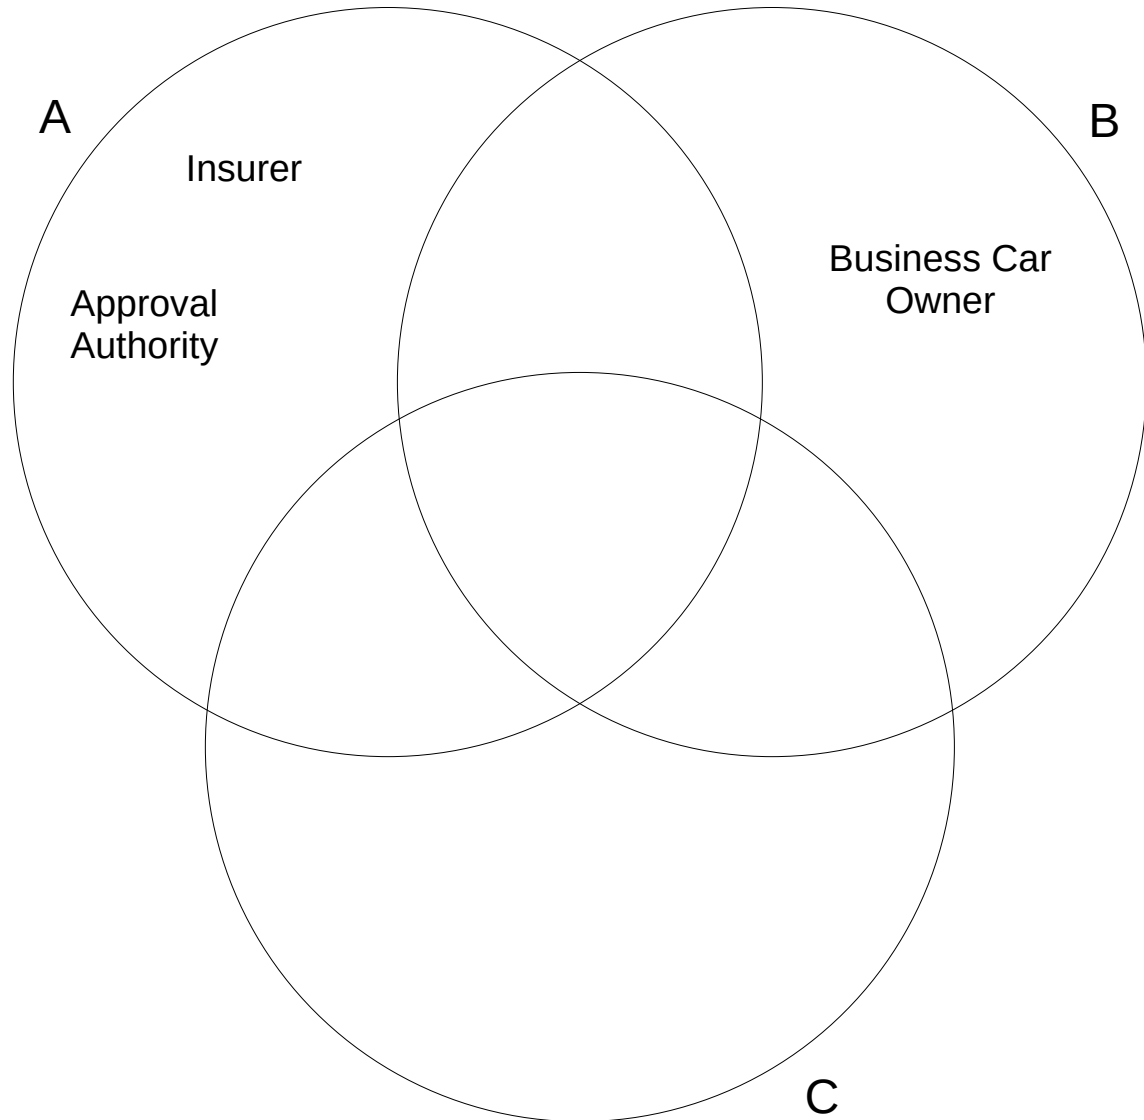 A
B
Insurer
Business Car
Owner
Approval
Authority
C